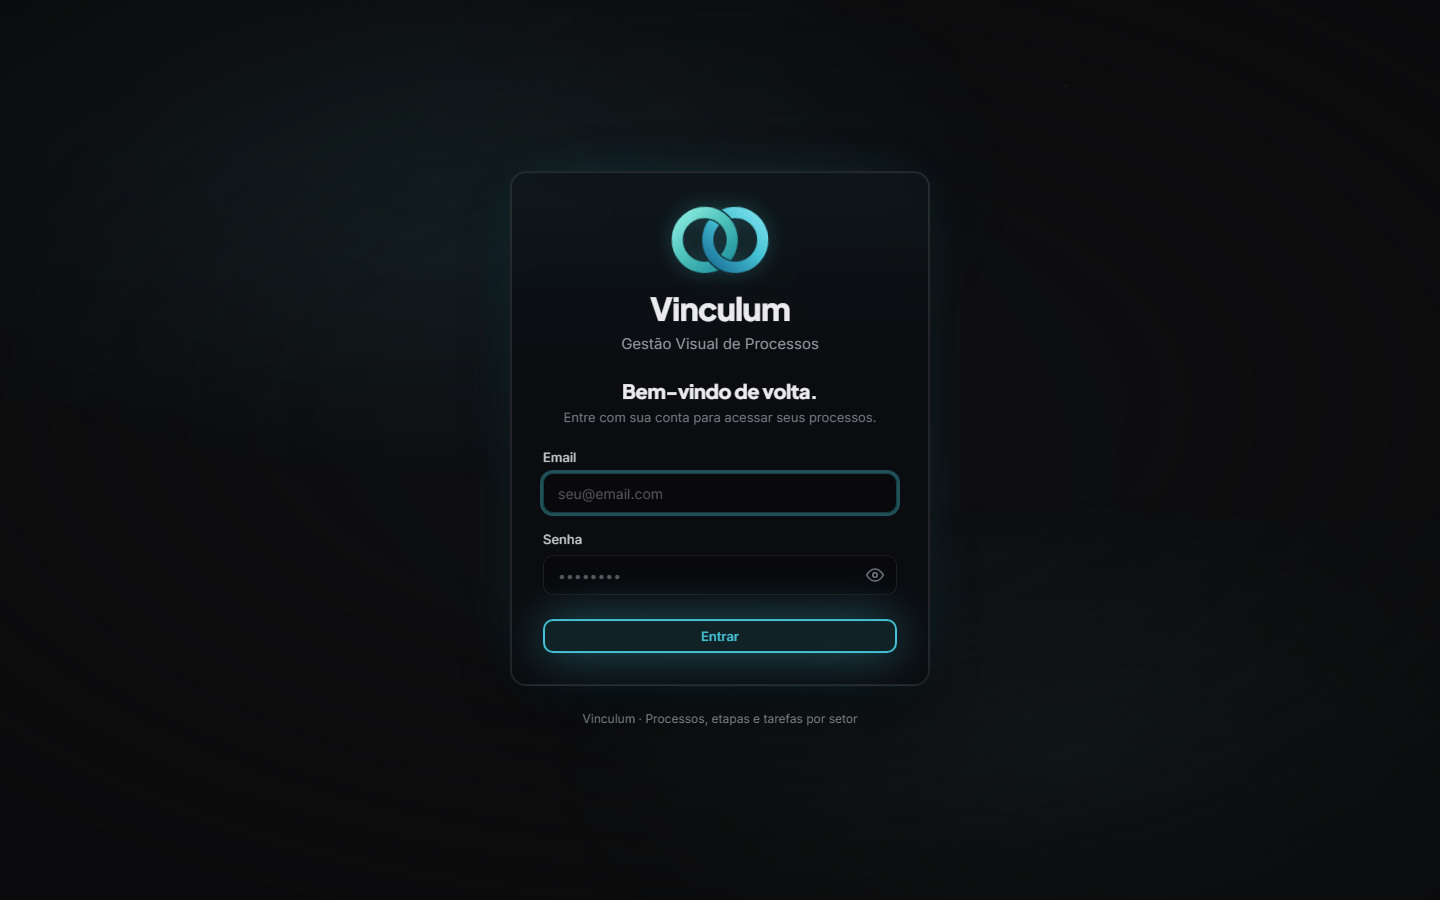 Vinculum
Gestão Visual de Processos
Bem-vindo de volta.
Entre com sua conta para acessar seus processos.
Email
seu@email.com
Senha
••••••••
Entrar
Vinculum · Processos, etapas e tarefas por setor